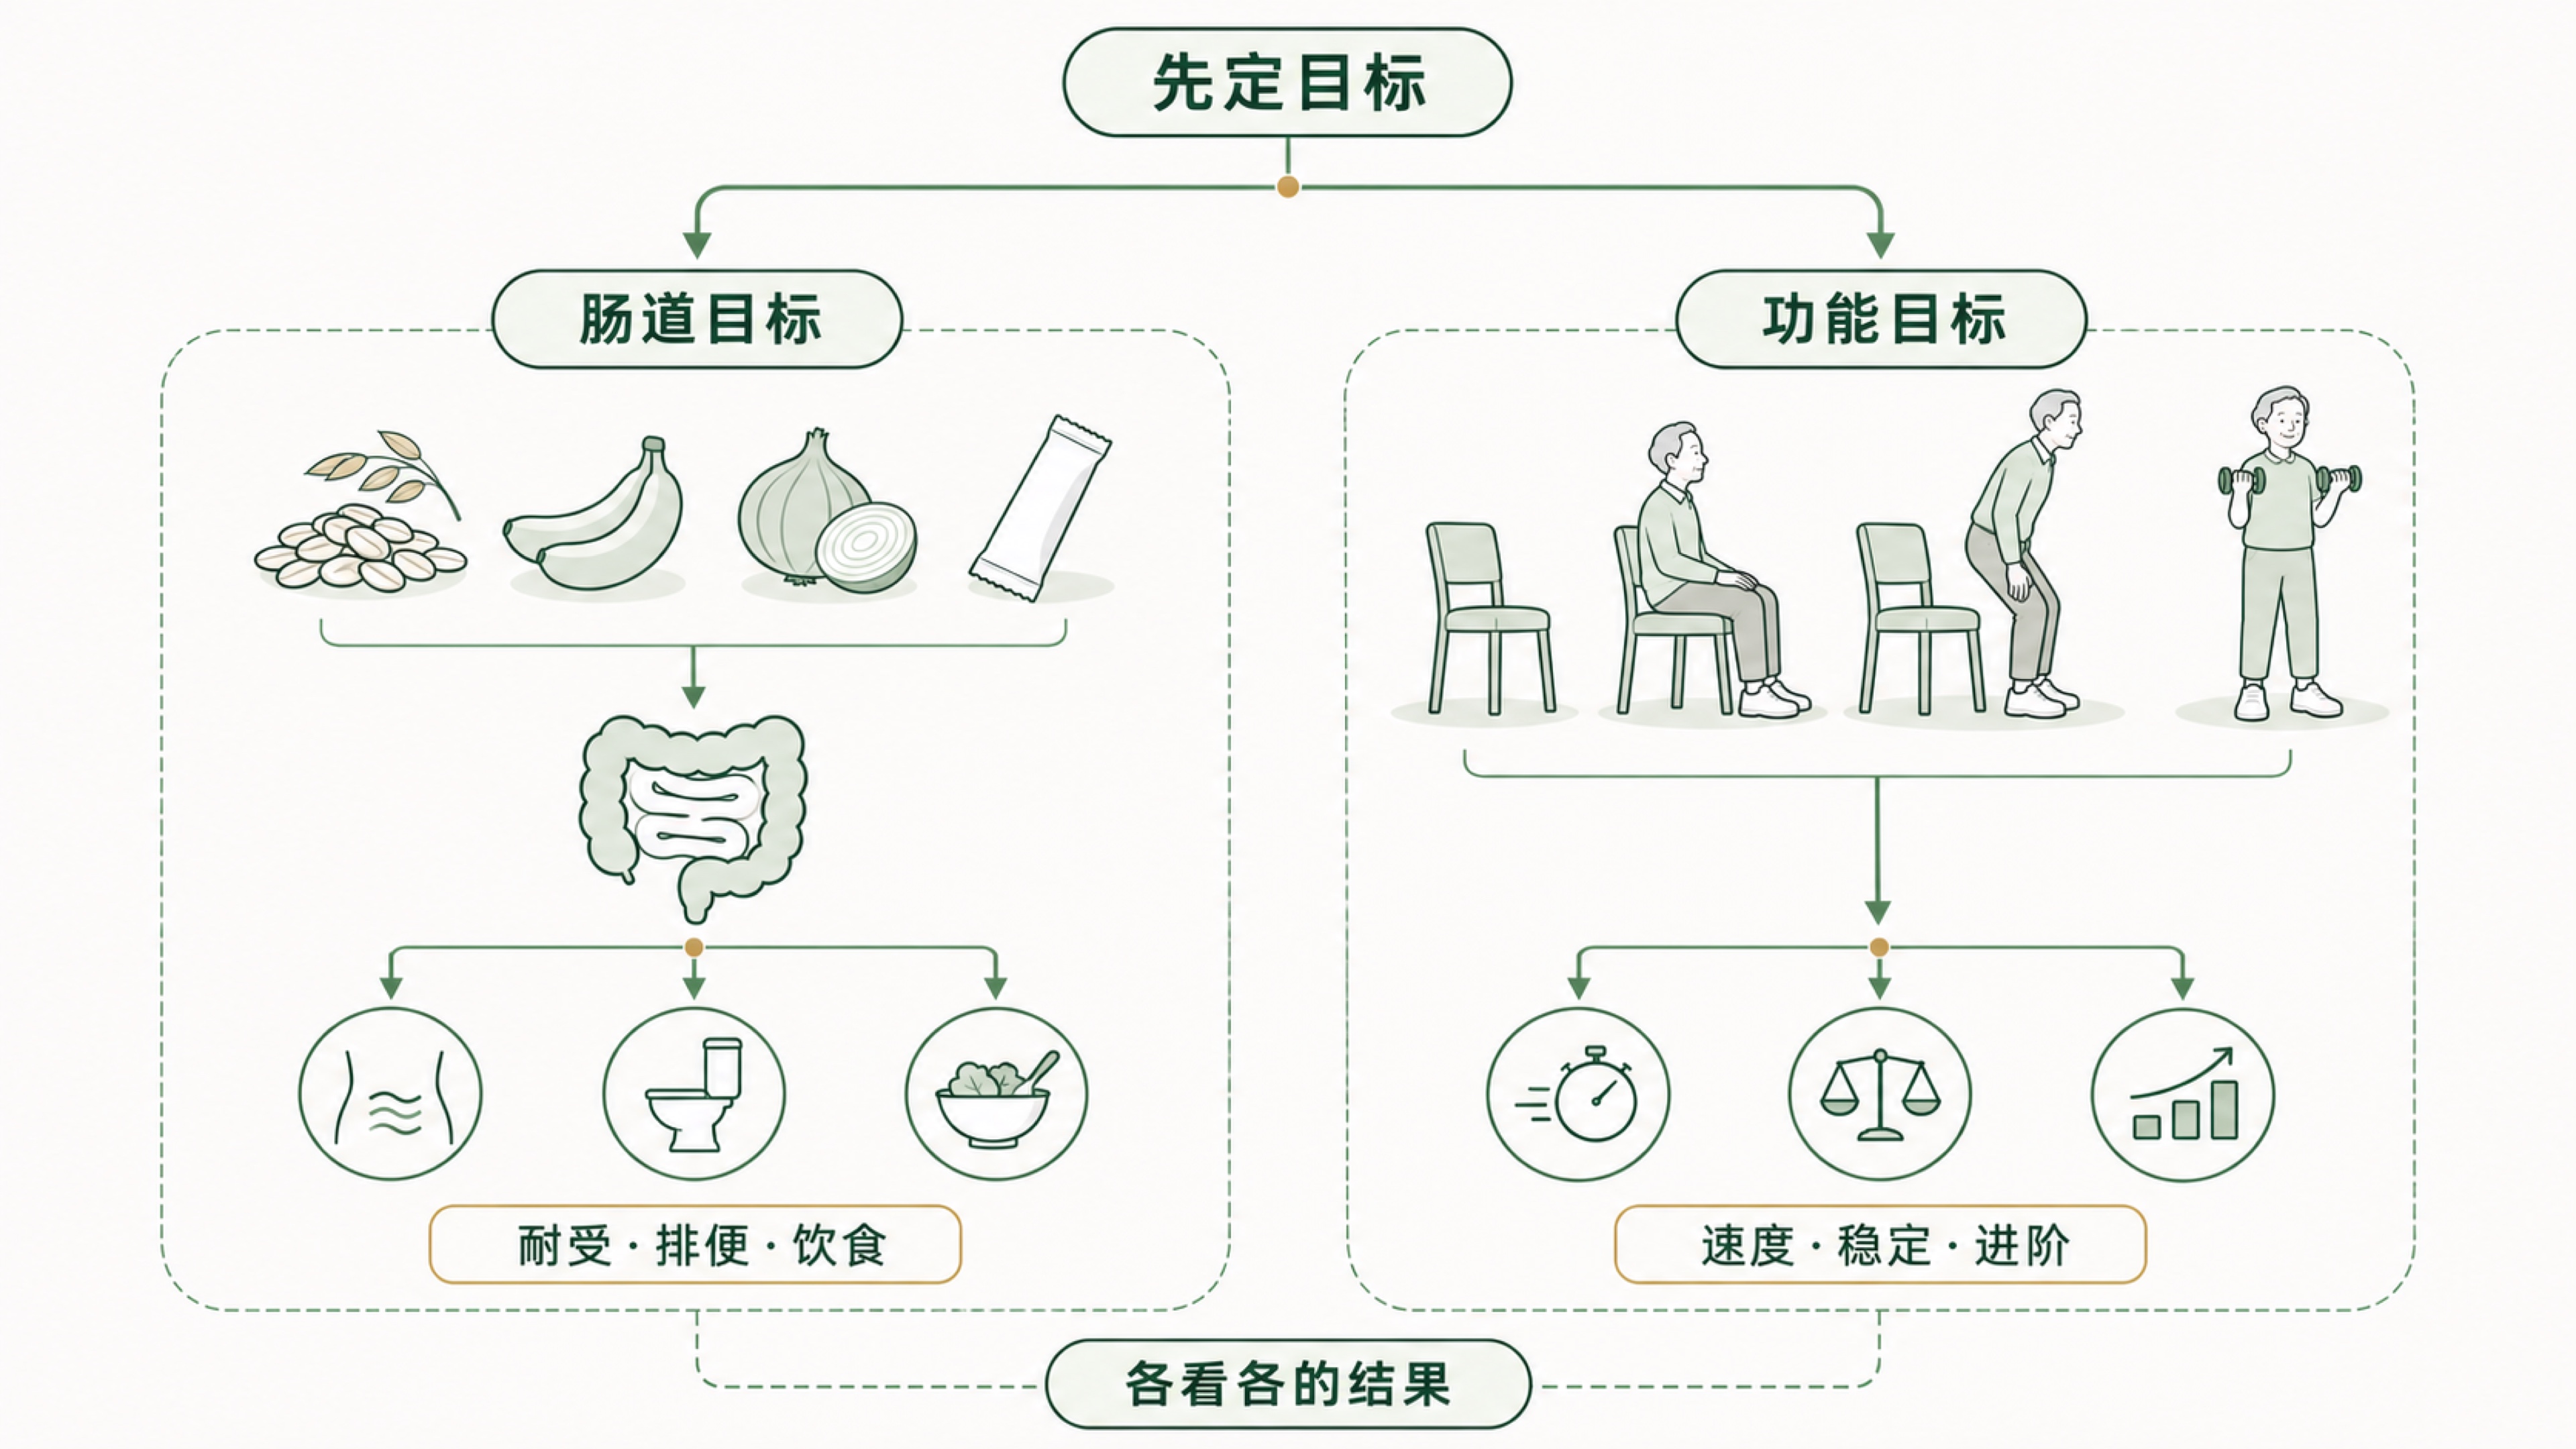 先定目标
肠道目标
功能目标
耐受·排便·饮食
速度·稳定·进阶
各看各的结果